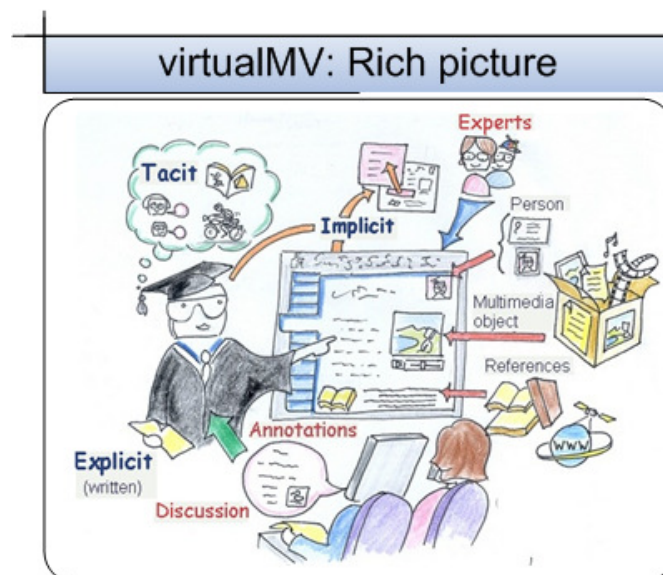 virtualMV: Rich picture
Experts
Tacit
Person
Implicit
Multimedia
object
References
Annotations
WWW
Explicit
(written)
Discussion